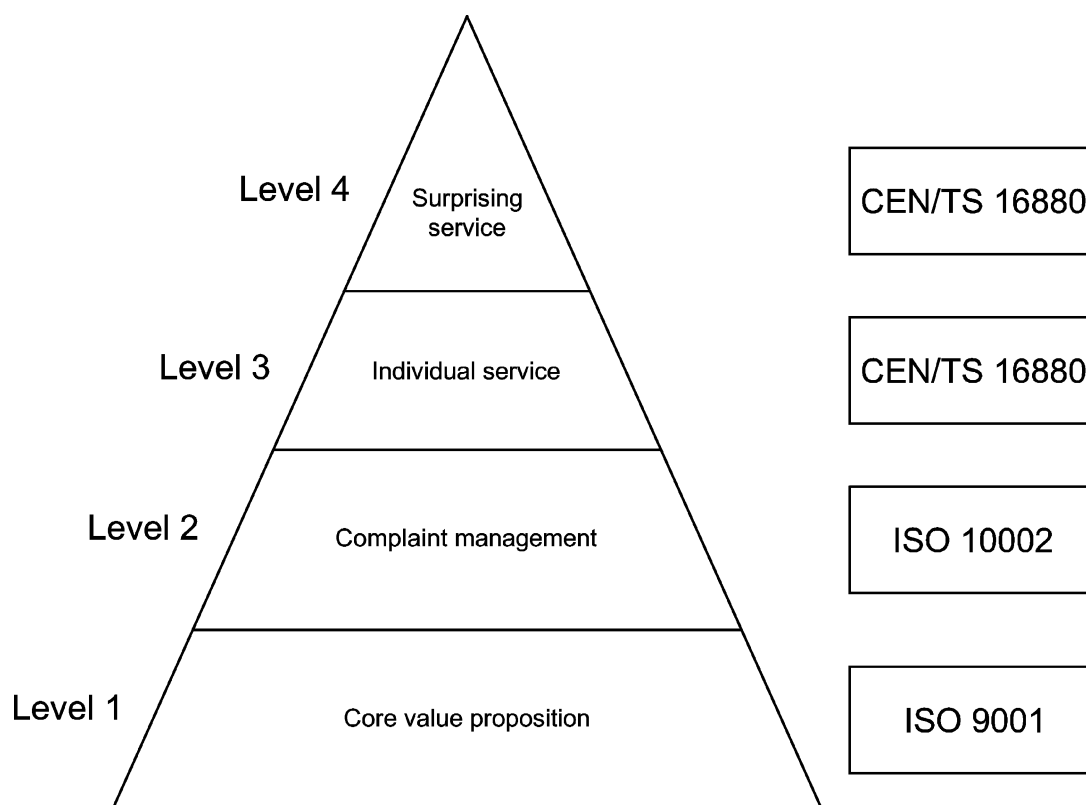 Level 4
Surprising
service
CEN/TS 16880
Level 3
Individual service
CEN/TS 16880
Level 2
Complaint management
ISO 10002
Level 1
Core value proposition
ISO 9001